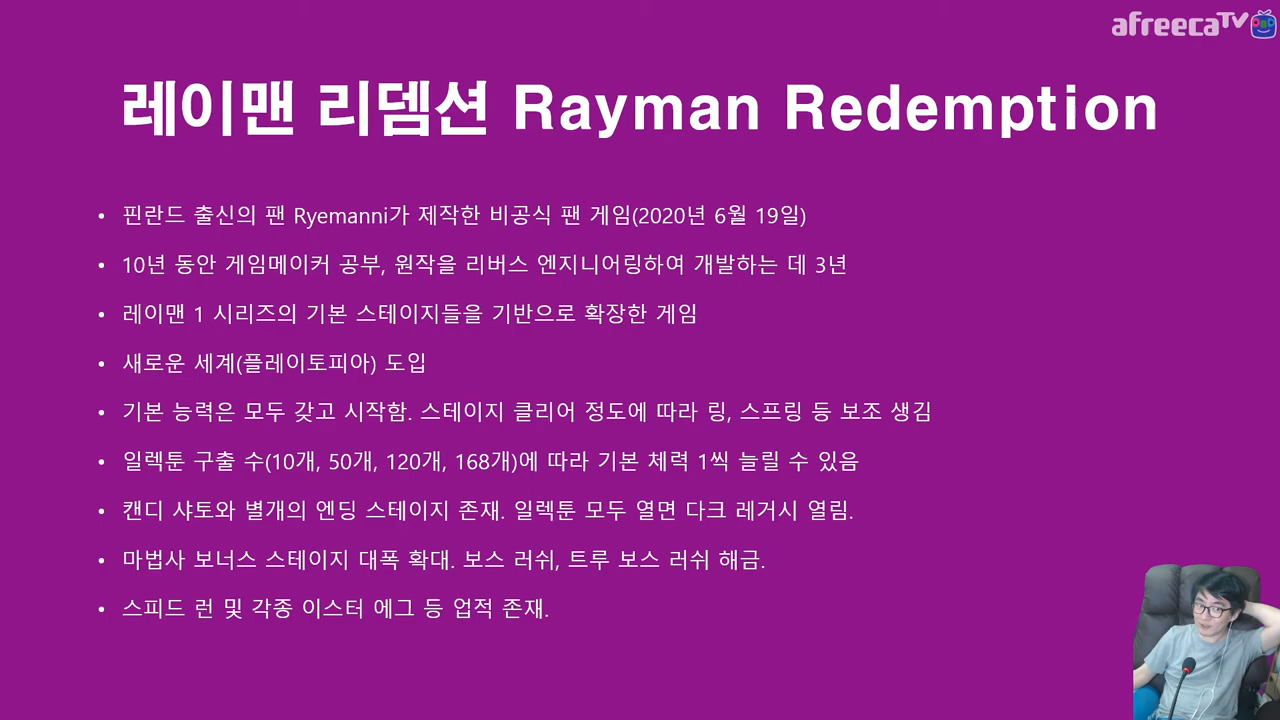 afreecaTV
레이맨 리뎀션 Rayman Redemption
• 핀란드 출신의 팬 Ryemanni가 제작한 비공식 팬 게임(2020년 6월 19일)
• 10년 동안 게임메이커 공부, 원작을 리버스 엔지니어링하여 개발하는 데 3년
• 레이맨 1 시리즈의 기본 스테이지들을 기반으로 확장한 게임
• 새로운 세계(플레이토피아) 도입
• 기본 능력은 모두 갖고 시작함. 스테이지 클리어 정도에 따라 링, 스프링 등 보조 생김
• 일렉툰 구출 수(10개, 50개, 120개, 168개)에 따라 기본 체력 1씩 늘릴 수 있음
• 캔디 샤토와 별개의 엔딩 스테이지 존재. 일렉툰 모두 열면 다크 레거시 열림.
• 마법사 보너스 스테이지 대폭 확대. 보스 러쉬, 트루 보스 러쉬 해금.
• 스피드 런 및 각종 이스터 에그 등 업적 존재.